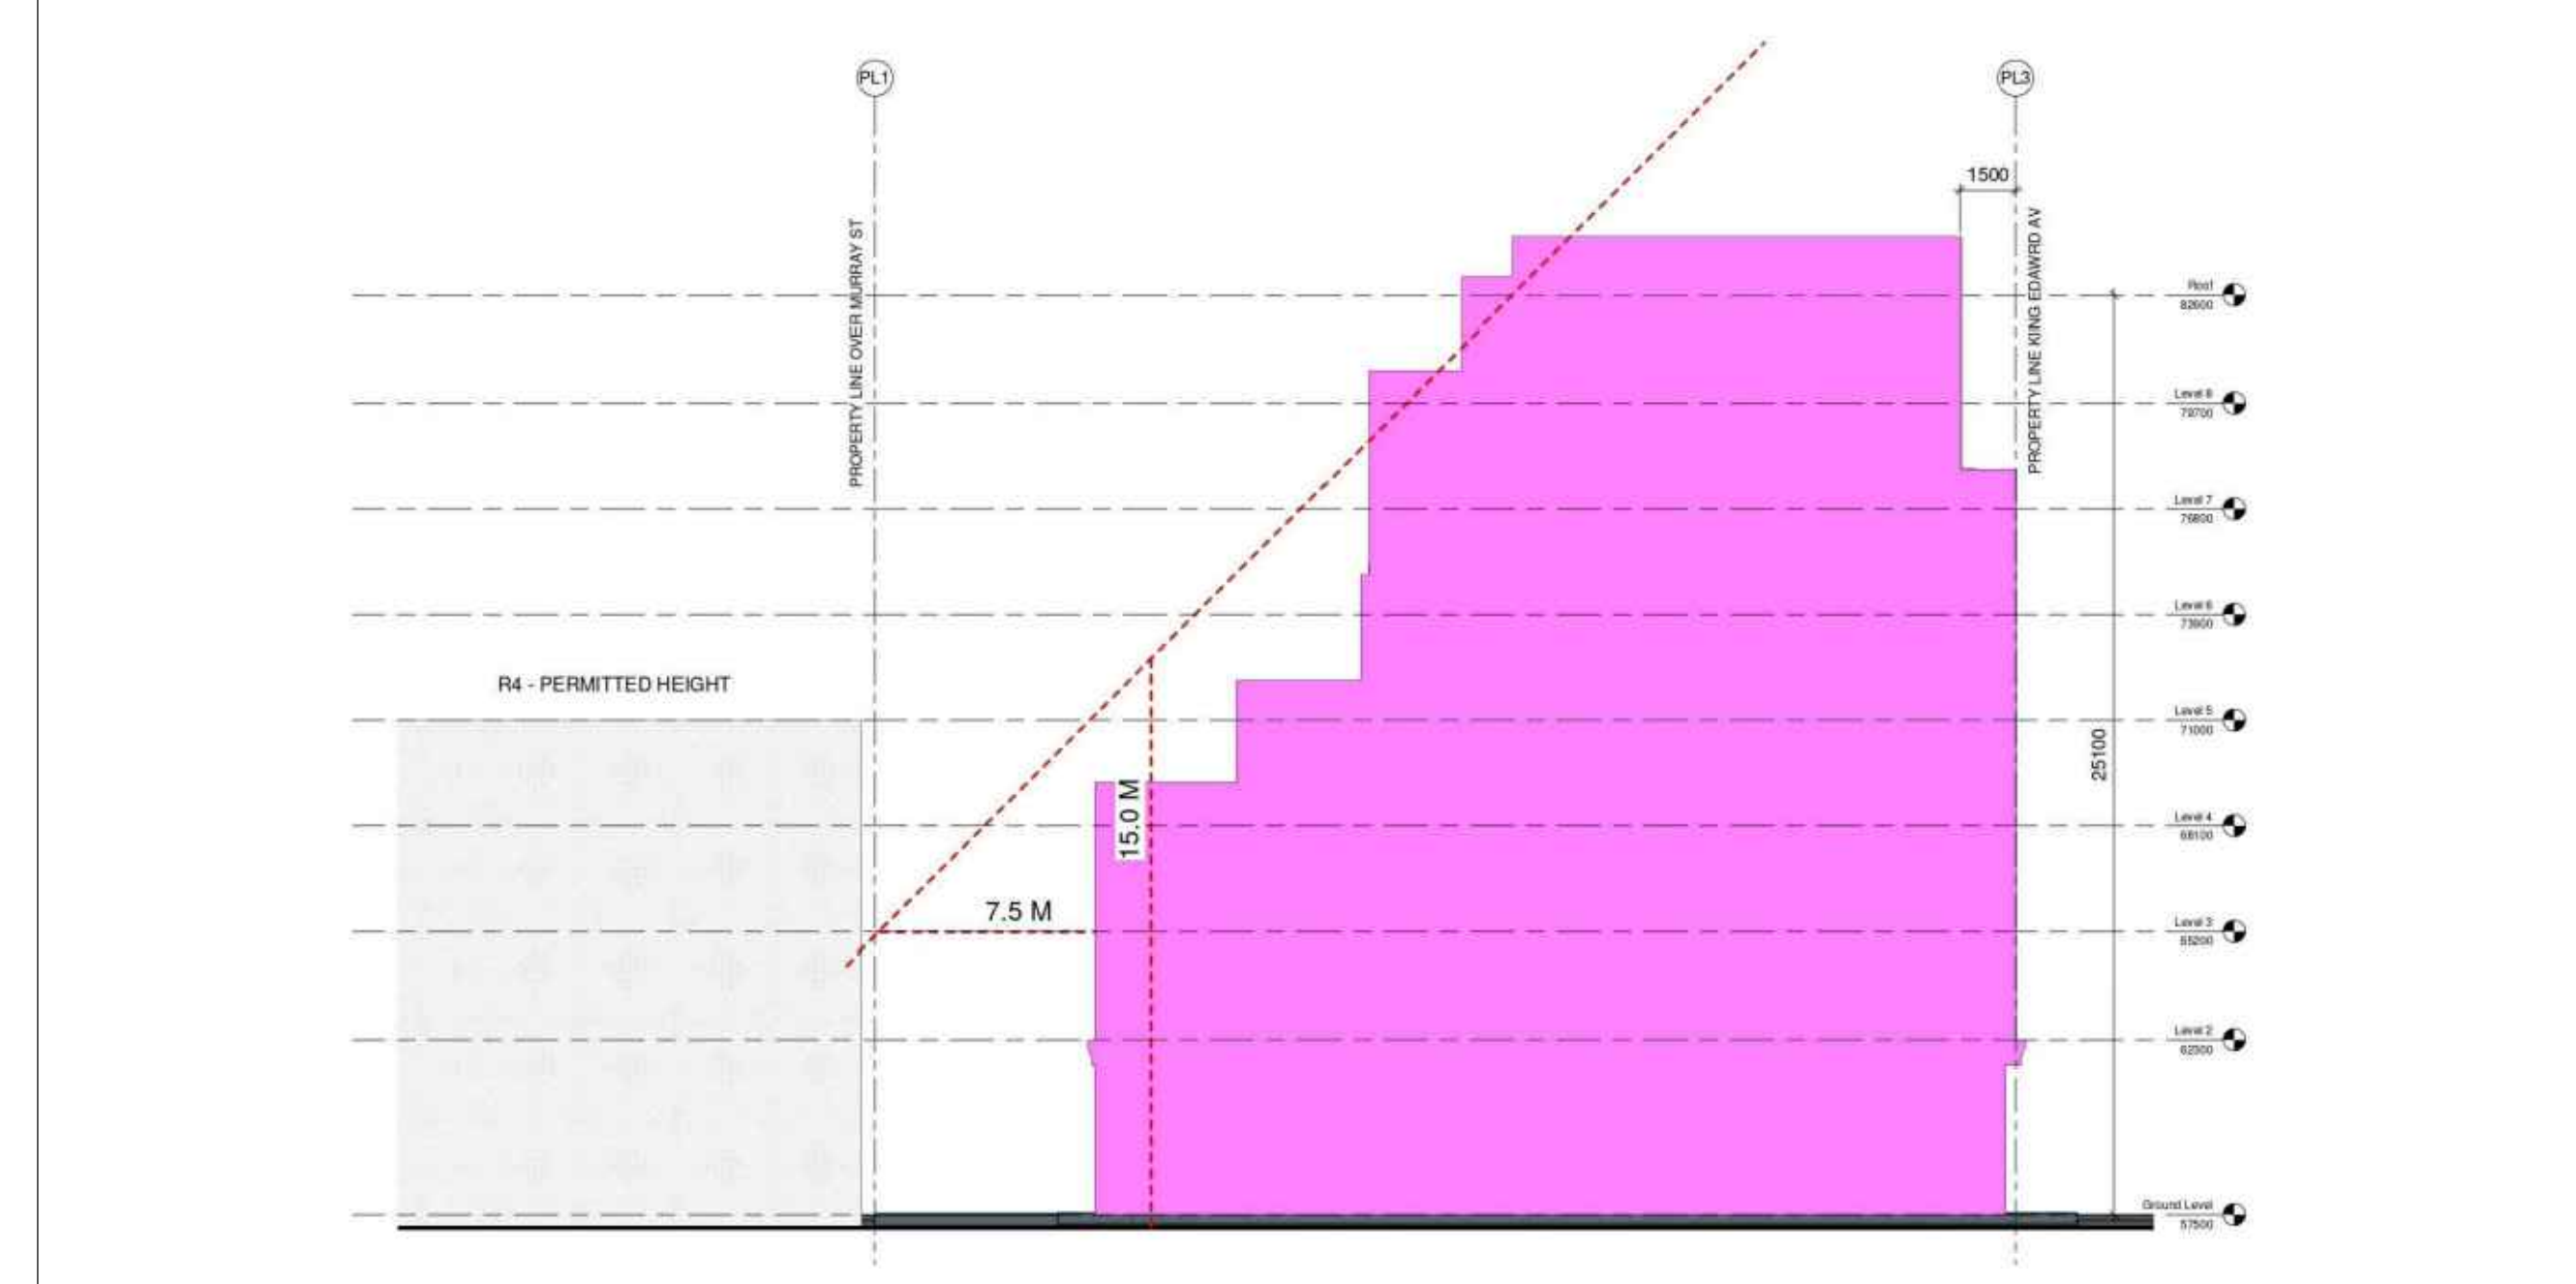 PL1
PL3
1500
PROPERTY LINE OVER MURRAY ST
PROPERTY LINE KIING EDAWRD AV
Roof
82600
Level 8
79700
Level 7
76800
Level 6
73900
R4 - PERMITTED HEIGHT
Level 5
71000
25100
15.0 M
Level 4
68100
7.5 M
Level 3
65200
Level 2
62300
Ground Level
57500